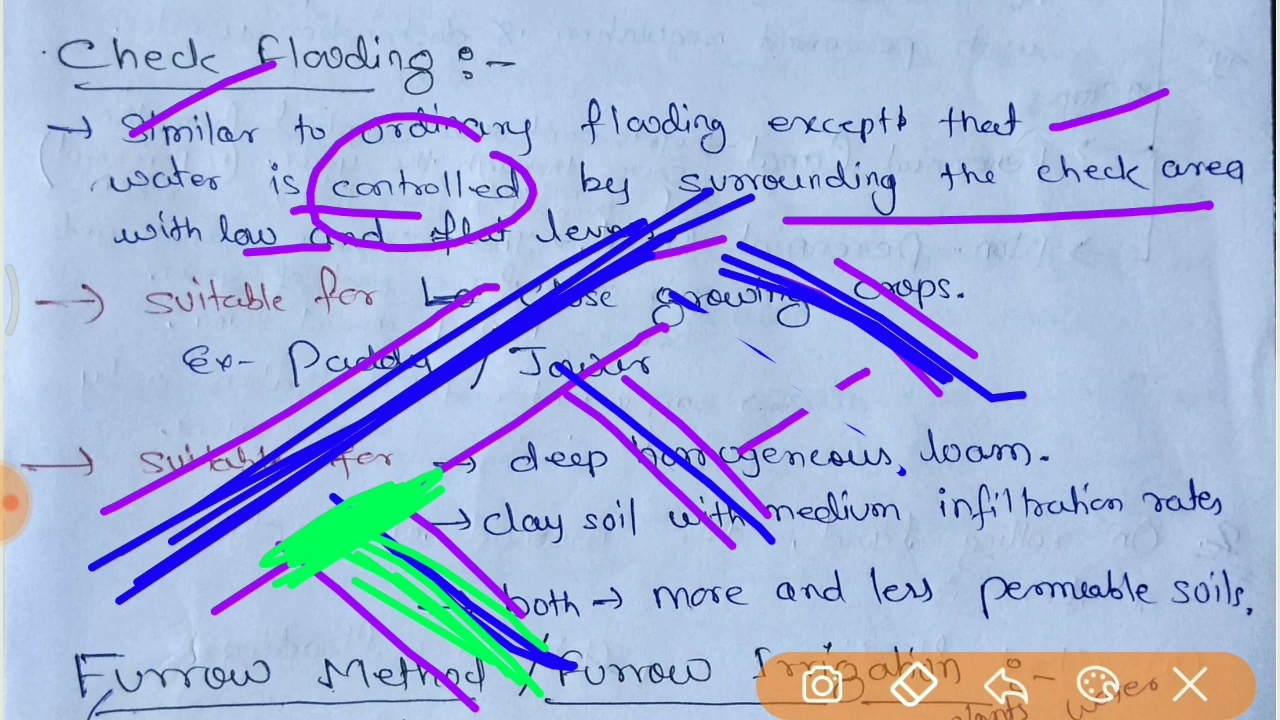 Check flooding :-
→ Similar to ordinary flooding except that
water is controlled by surrounding the check area
with low and flat levees.
→ suitable for close growing crops.
Ex- Paddy / Jowar
→ suitable for → deep homogeneous, loam.
→ clay soil with medium infiltration rates
both → more and less permeable soils,
Furrow Method / Furrow Irrigation :-
plants water